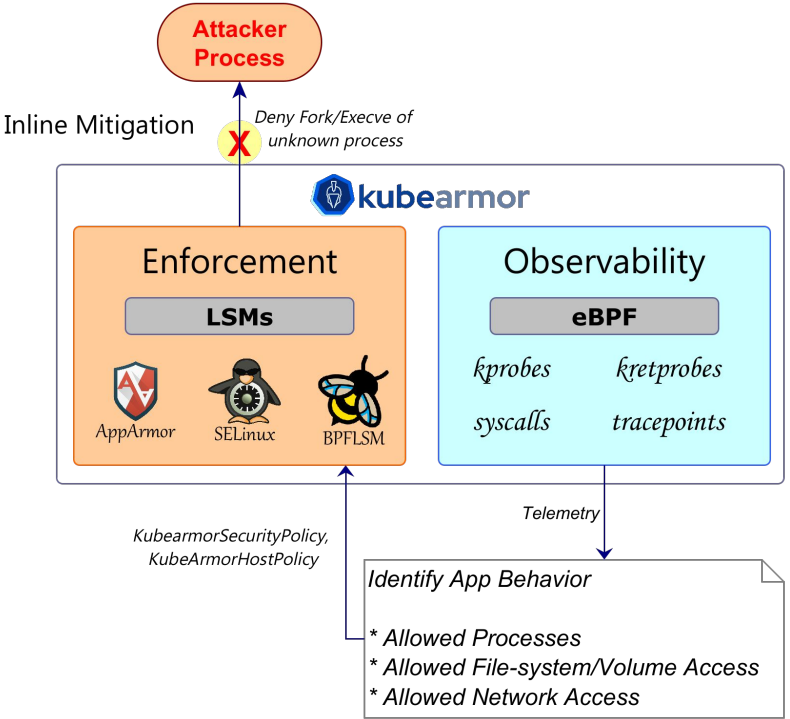 Attacker
Process
Inline Mitigation
Deny Fork/Execve of
unknown process
X
kubearmor
Enforcement
LSMs
AppArmor
SELinux
BPFLSM
Observability
eBPF
kprobes
kretprobes
syscalls
tracepoints
KubearmorSecurityPolicy,
KubeArmorHostPolicy
Telemetry
Identify App Behavior
* Allowed Processes
* Allowed File-system/Volume Access
* Allowed Network Access